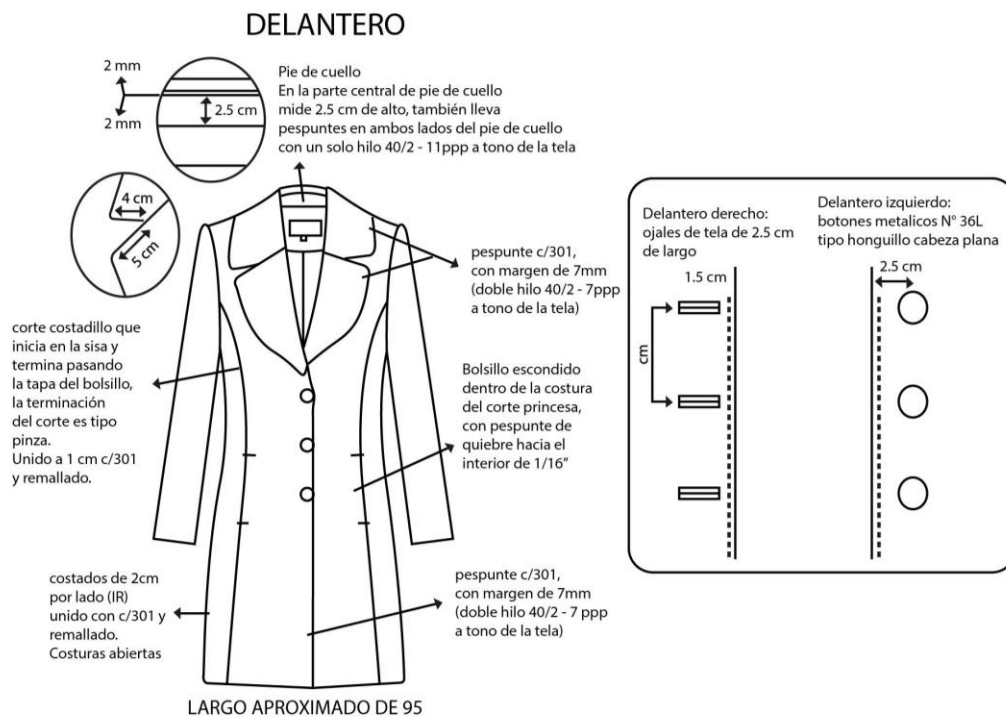 DELANTERO
2 mm
2 mm
2.5 cm
Pie de cuello
En la parte central de pie de cuello
mide 2.5 cm de alto, también lleva
pespuntes en ambos lados del pie de cuello
con un solo hilo 40/2 - 11ppp a tono de la tela
4 cm
5 cm
pespunte c/301,
con margen de 7mm
(doble hilo 40/2 - 7ppp
a tono de la tela)
corte costadillo que
inicia en la sisa y
termina pasando
la tapa del bolsillo,
la terminación
del corte es tipo
pinza.
Unido a 1 cm c/301
y remallado.
Bolsillo escondido
dentro de la costura
del corte princesa,
con pespunte de
quiebre hacia el
interior de 1/16”
costados de 2cm
por lado (IR)
unido con c/301 y
remallado.
Costuras abiertas
pespunte c/301,
con margen de 7mm
(doble hilo 40/2 - 7 ppp
a tono de la tela)
LARGO APROXIMADO DE 95
Delantero derecho:
ojales de tela de 2.5 cm
de largo
1.5 cm
cm
Delantero izquierdo:
botones metalicos N° 36L
tipo honguillo cabeza plana
2.5 cm